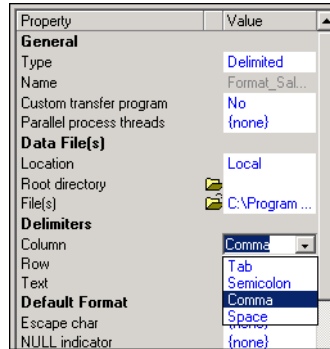 Property Value
General
Type Delimited
Name Format_Sal...
Custom transfer program No
Parallel process threads {none}
Data File(s)
Location Local
Root directory
File(s) C:\Program ...
Delimiters
Column Comma
Row Tab
Text Semicolon
Comma
Default Format Space
Escape char {none}
NULL indicator {none}